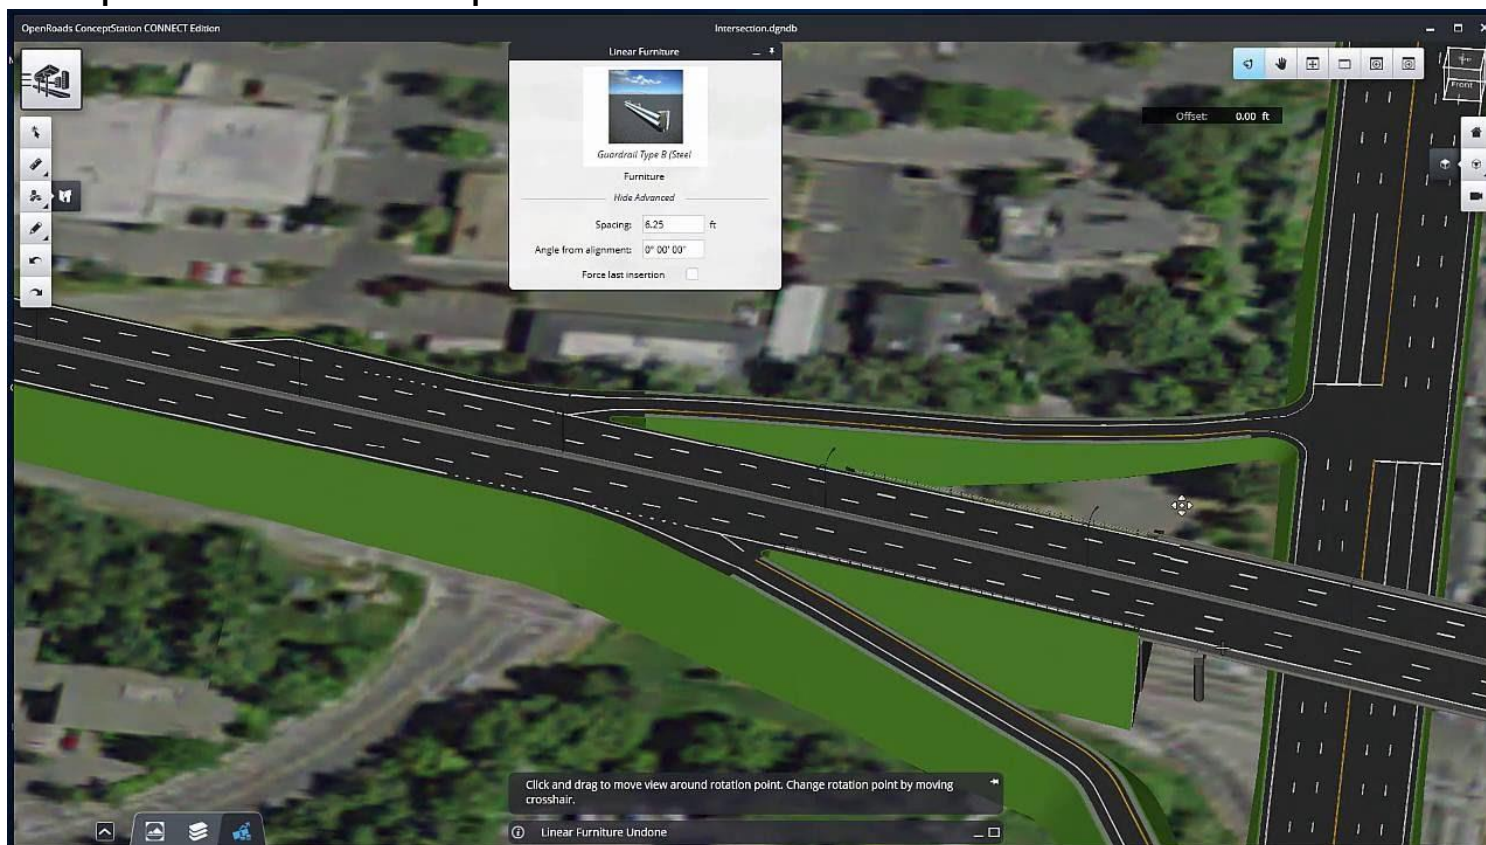 OpenRoads ConceptStation CONNECT Edition
Intersection.dgndb
Linear Furniture
Guardrail Type B (Steel
Furniture
Hide Advanced
Spacing: 6.25 ft
Angle from alignment: 0° 00' 00"
Force last insertion
Offset: 0.00 ft
Front
Click and drag to move view around rotation point. Change rotation point by moving
crosshair.
Linear Furniture Undone